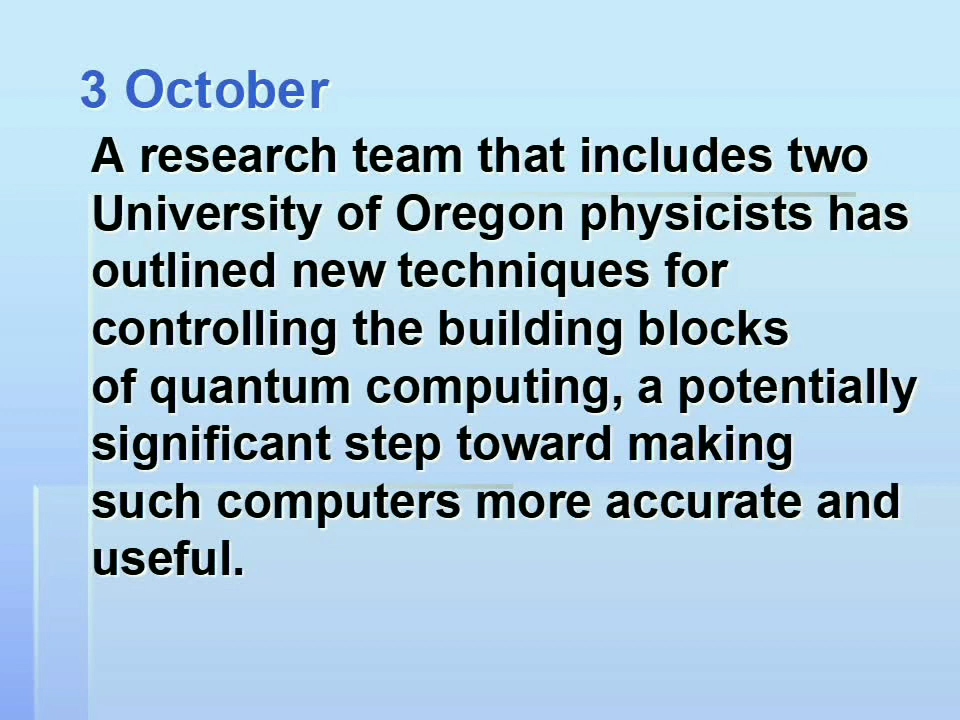 3 October
A research team that includes two
University of Oregon physicists has
outlined new techniques for
controlling the building blocks
of quantum computing, a potentially
significant step toward making
such computers more accurate and
useful.